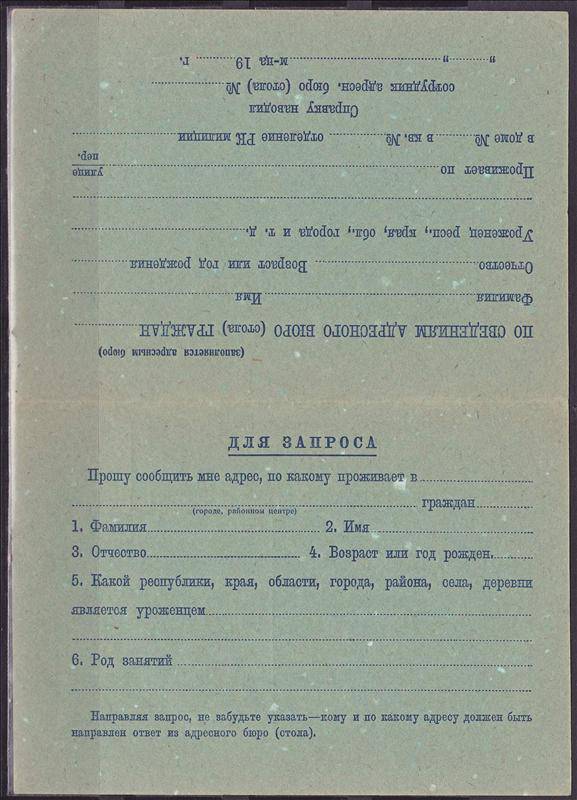 ДЛЯ ЗАПРОСА
Прошу сообщить мне адрес, по какому проживает в
граждан
(городе, районном центре)
1. Фамилия 2. Имя
3. Отчество 4. Возраст или год рожден.
5. Какой республики, края, области, города, района, села, деревни
является уроженцем
6. Род занятий
Направляя запрос, не забудьте указать—кому и по какому адресу должен быть
направлен ответ из адресного бюро (стола).
(заполняется адресным бюро)
ПО СВЕДЕНИЯМ АДРЕСНОГО БЮРО (стола) ГРАЖДАН
Фамилия Имя
Отчество Возраст или год рождения
Уроженец респ., края, обл., города и т. д.
Проживает по улице
пер.
в доме № в кв. № отделение РК милиции
Справку наводил
сотрудник адресн. бюро (стола) №
„ “ м-ца 19 г.